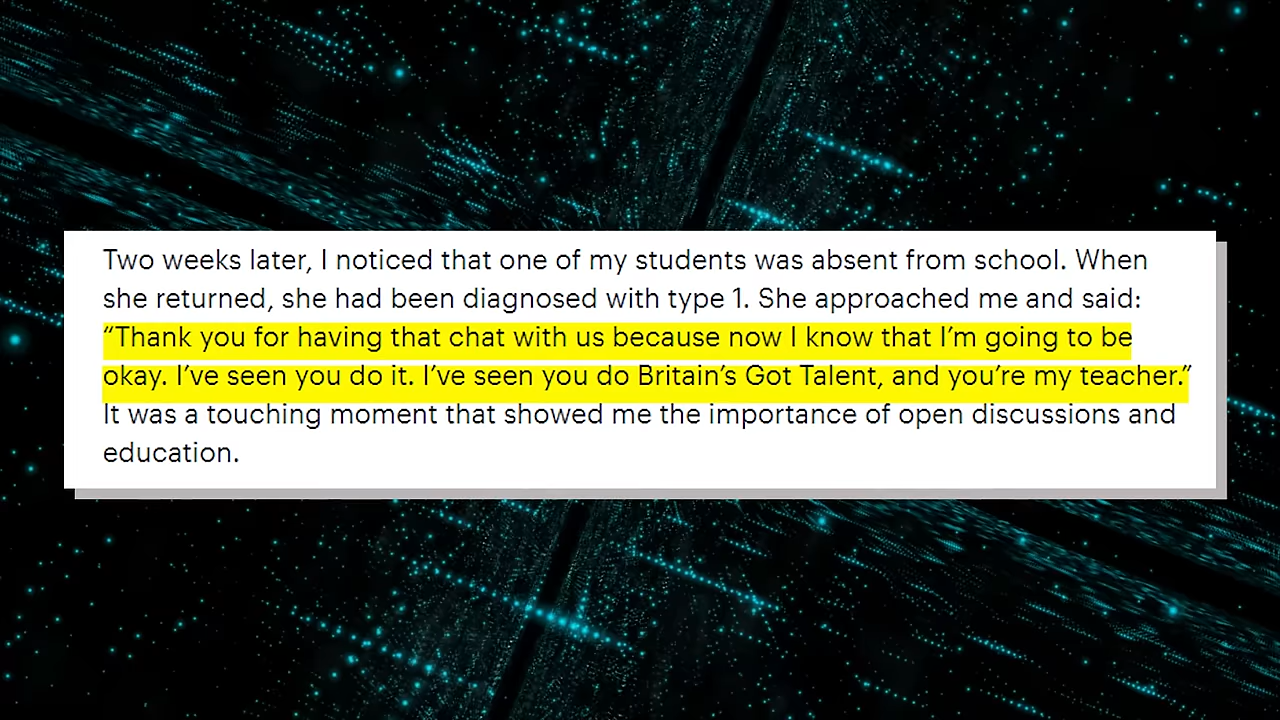 Two weeks later, I noticed that one of my students was absent from school. When
she returned, she had been diagnosed with type 1. She approached me and said:
“Thank you for having that chat with us because now I know that I’m going to be
okay. I’ve seen you do it. I’ve seen you do Britain’s Got Talent, and you’re my teacher.”
It was a touching moment that showed me the importance of open discussions and
education.